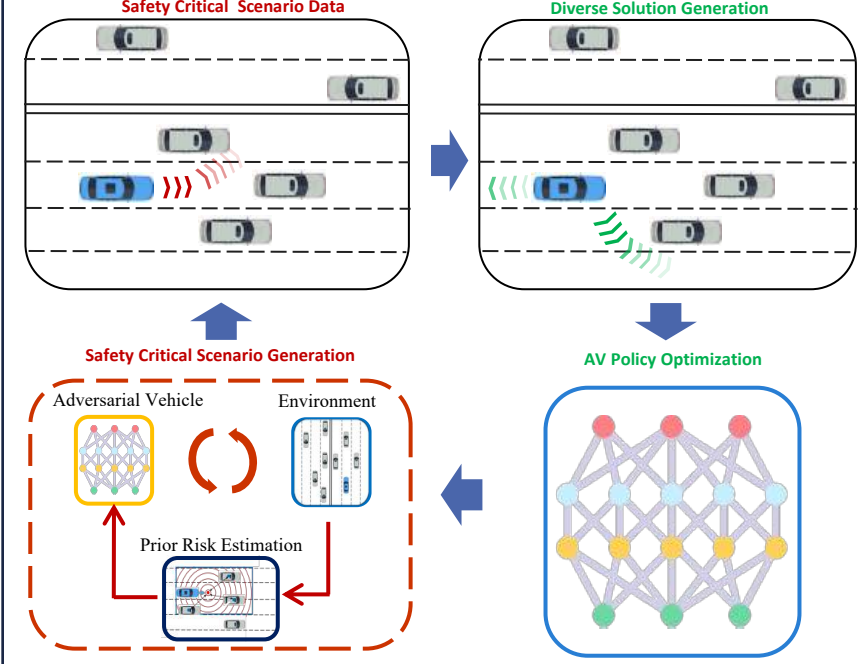 Safety Critical Scenario Data
Diverse Solution Generation
Safety Critical Scenario Generation
AV Policy Optimization
Adversarial Vehicle
Environment
Prior Risk Estimation